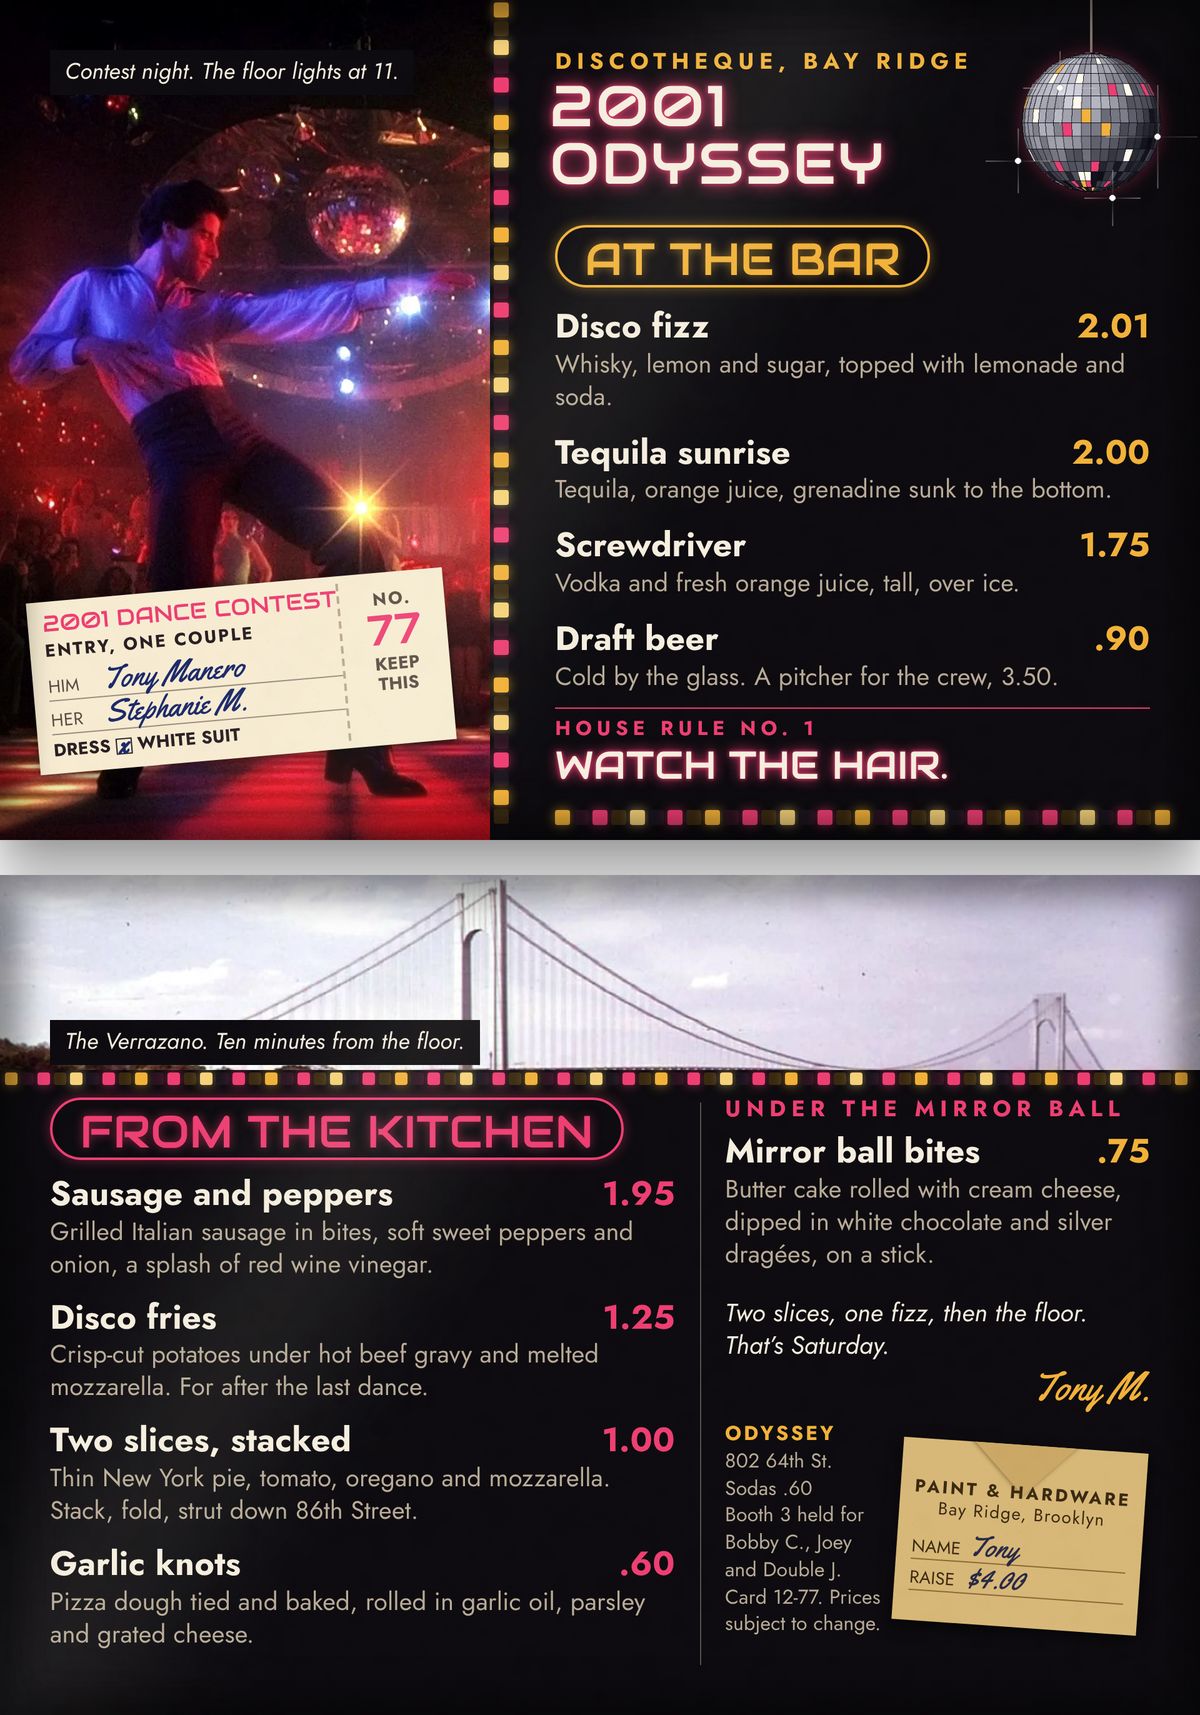 Contest night. The floor lights at 11.
2001 DANCE CONTEST
ENTRY, ONE COUPLE
HIM Tony Manero
HER Stephanie M.
DRESS x WHITE SUIT
NO.
77
KEEP
THIS
DISCOTHEQUE, BAY RIDGE
2001
ODYSSEY
AT THE BAR
Disco fizz 2.01
Whisky, lemon and sugar, topped with lemonade and
soda.
Tequila sunrise 2.00
Tequila, orange juice, grenadine sunk to the bottom.
Screwdriver 1.75
Vodka and fresh orange juice, tall, over ice.
Draft beer .90
Cold by the glass. A pitcher for the crew, 3.50.
HOUSE RULE NO. 1
WATCH THE HAIR.
The Verrazano. Ten minutes from the floor.
FROM THE KITCHEN
Sausage and peppers 1.95
Grilled Italian sausage in bites, soft sweet peppers and
onion, a splash of red wine vinegar.
Disco fries 1.25
Crisp-cut potatoes under hot beef gravy and melted
mozzarella. For after the last dance.
Two slices, stacked 1.00
Thin New York pie, tomato, oregano and mozzarella.
Stack, fold, strut down 86th Street.
Garlic knots .60
Pizza dough tied and baked, rolled in garlic oil, parsley
and grated cheese.
UNDER THE MIRROR BALL
Mirror ball bites .75
Butter cake rolled with cream cheese,
dipped in white chocolate and silver
dragées, on a stick.
Two slices, one fizz, then the floor.
That's Saturday.
Tony M.
ODYSSEY
802 64th St.
Sodas .60
Booth 3 held for
Bobby C., Joey
and Double J.
Card 12-77. Prices
subject to change.
PAINT & HARDWARE
Bay Ridge, Brooklyn
NAME Tony
RAISE $4.00